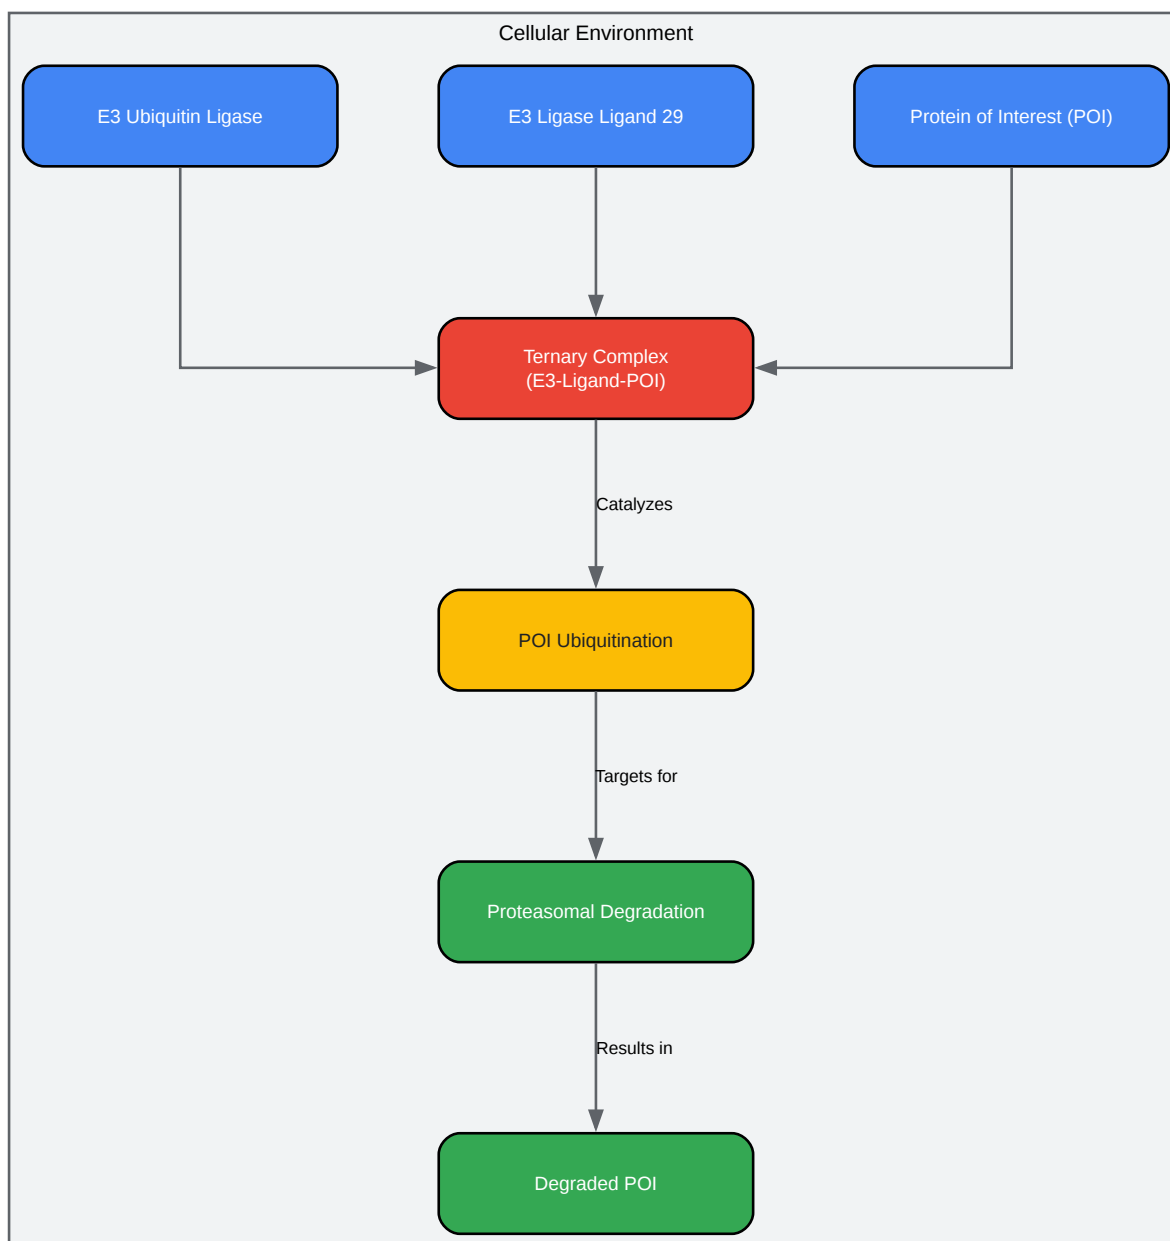 Cellular Environment
E3 Ubiquitin Ligase
E3 Ligase Ligand 29
Protein of Interest (POI)
Ternary Complex
(E3-Ligand-POI)
Catalyzes
POI Ubiquitination
Targets for
Proteasomal Degradation
Results in
Degraded POI